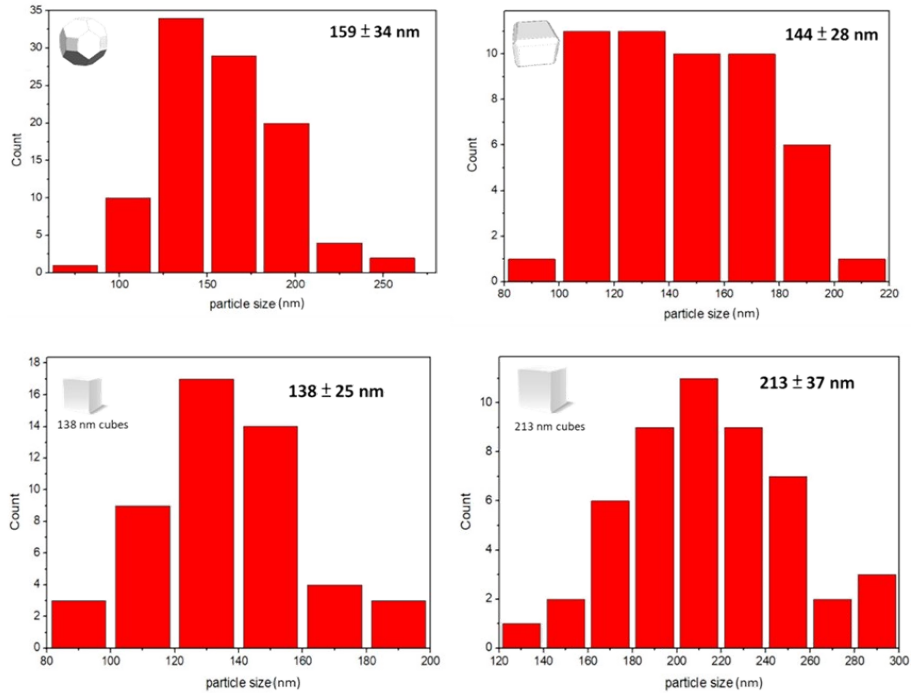 159 ± 34 nm
35
30
25
20
15
10
5
0
Count
100 150 200 250
particle size (nm)
144 ± 28 nm
10
8
6
4
2
0
Count
80 100 120 140 160 180 200 220
particle size (nm)
138 ± 25 nm
138 nm cubes
18
16
14
12
10
8
6
4
2
0
Count
80 100 120 140 160 180 200
particle size (nm)
213 ± 37 nm
213 nm cubes
10
8
6
4
2
0
Count
120 140 160 180 200 220 240 260 280 300
particle size (nm)